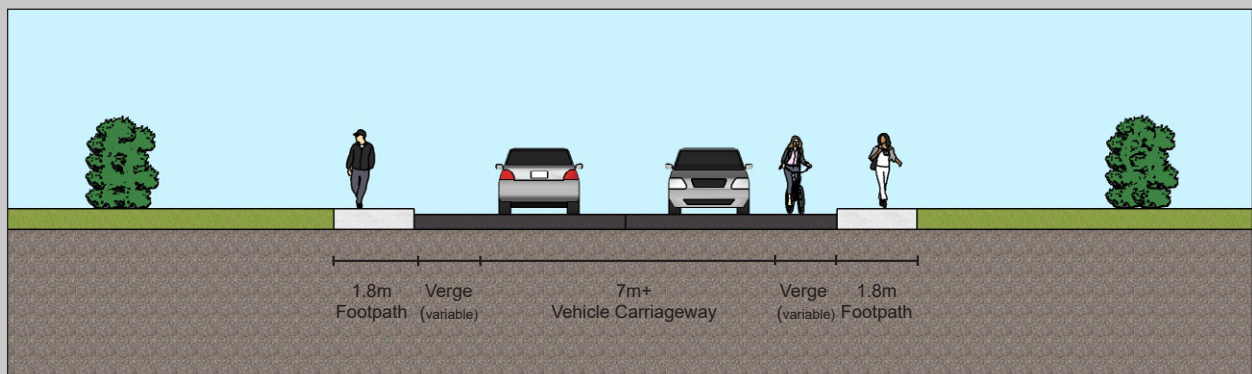 1.8m
Footpath
Verge
(variable)
7m+
Vehicle Carriageway
Verge
(variable)
1.8m
Footpath